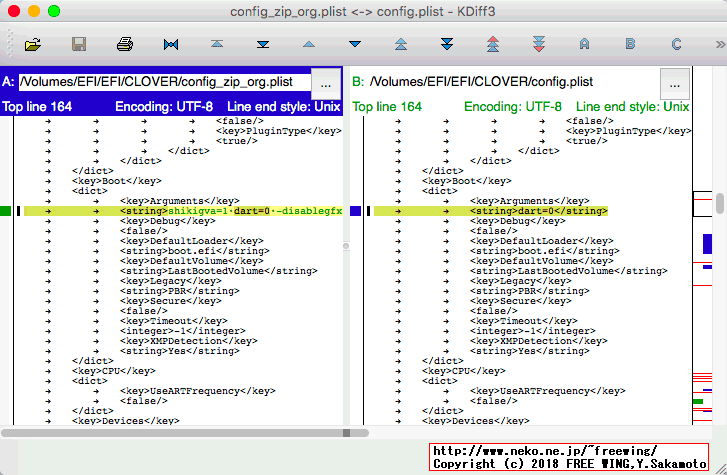 config_zip_org.plist <-> config.plist - KDiff3
A B C »
A: /Volumes/EFI/EFI/CLOVER/config_zip_org.plist ...
Top line 164 Encoding: UTF-8 Line end style: Unix
<false/>
<key>PluginType</key>
<true/>
</dict>
</dict>
</dict>
<key>Boot</key>
<dict>
<key>Arguments</key>
<string>shikigva=1·dart=0·-disablegfx
<key>Debug</key>
<false/>
<key>DefaultLoader</key>
<string>boot.efi</string>
<key>DefaultVolume</key>
<string>LastBootedVolume</string>
<key>Legacy</key>
<string>PBR</string>
<key>Secure</key>
<false/>
<key>Timeout</key>
<integer>-1</integer>
<key>XMPDetection</key>
<string>Yes</string>
</dict>
<key>CPU</key>
<dict>
<key>UseARTFrequency</key>
<false/>
</dict>
<key>Devices</key>
B: /Volumes/EFI/EFI/CLOVER/config.plist ...
Top line 164 Encoding: UTF-8 Line end style: Unix
<false/>
<key>PluginType</key>
<true/>
</dict>
</dict>
</dict>
<key>Boot</key>
<dict>
<key>Arguments</key>
<string>dart=0</string>
<key>Debug</key>
<false/>
<key>DefaultLoader</key>
<string>boot.efi</string>
<key>DefaultVolume</key>
<string>LastBootedVolume</string>
<key>Legacy</key>
<string>PBR</string>
<key>Secure</key>
<false/>
<key>Timeout</key>
<integer>-1</integer>
<key>XMPDetection</key>
<string>Yes</string>
</dict>
<key>CPU</key>
<dict>
<key>UseARTFrequency</key>
<false/>
</dict>
<key>Devices</key>
http://www.neko.ne.jp/~freewing/
Copyright (c) 2018 FREE WING,Y.Sakamoto